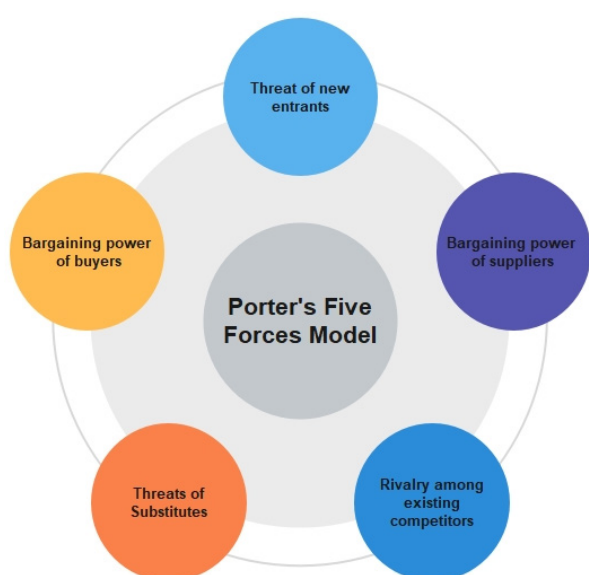 Threat of new
entrants
Bargaining power
of buyers
Bargaining power
of suppliers
Porter's Five
Forces Model
Threats of
Substitutes
Rivalry among
existing
competitors